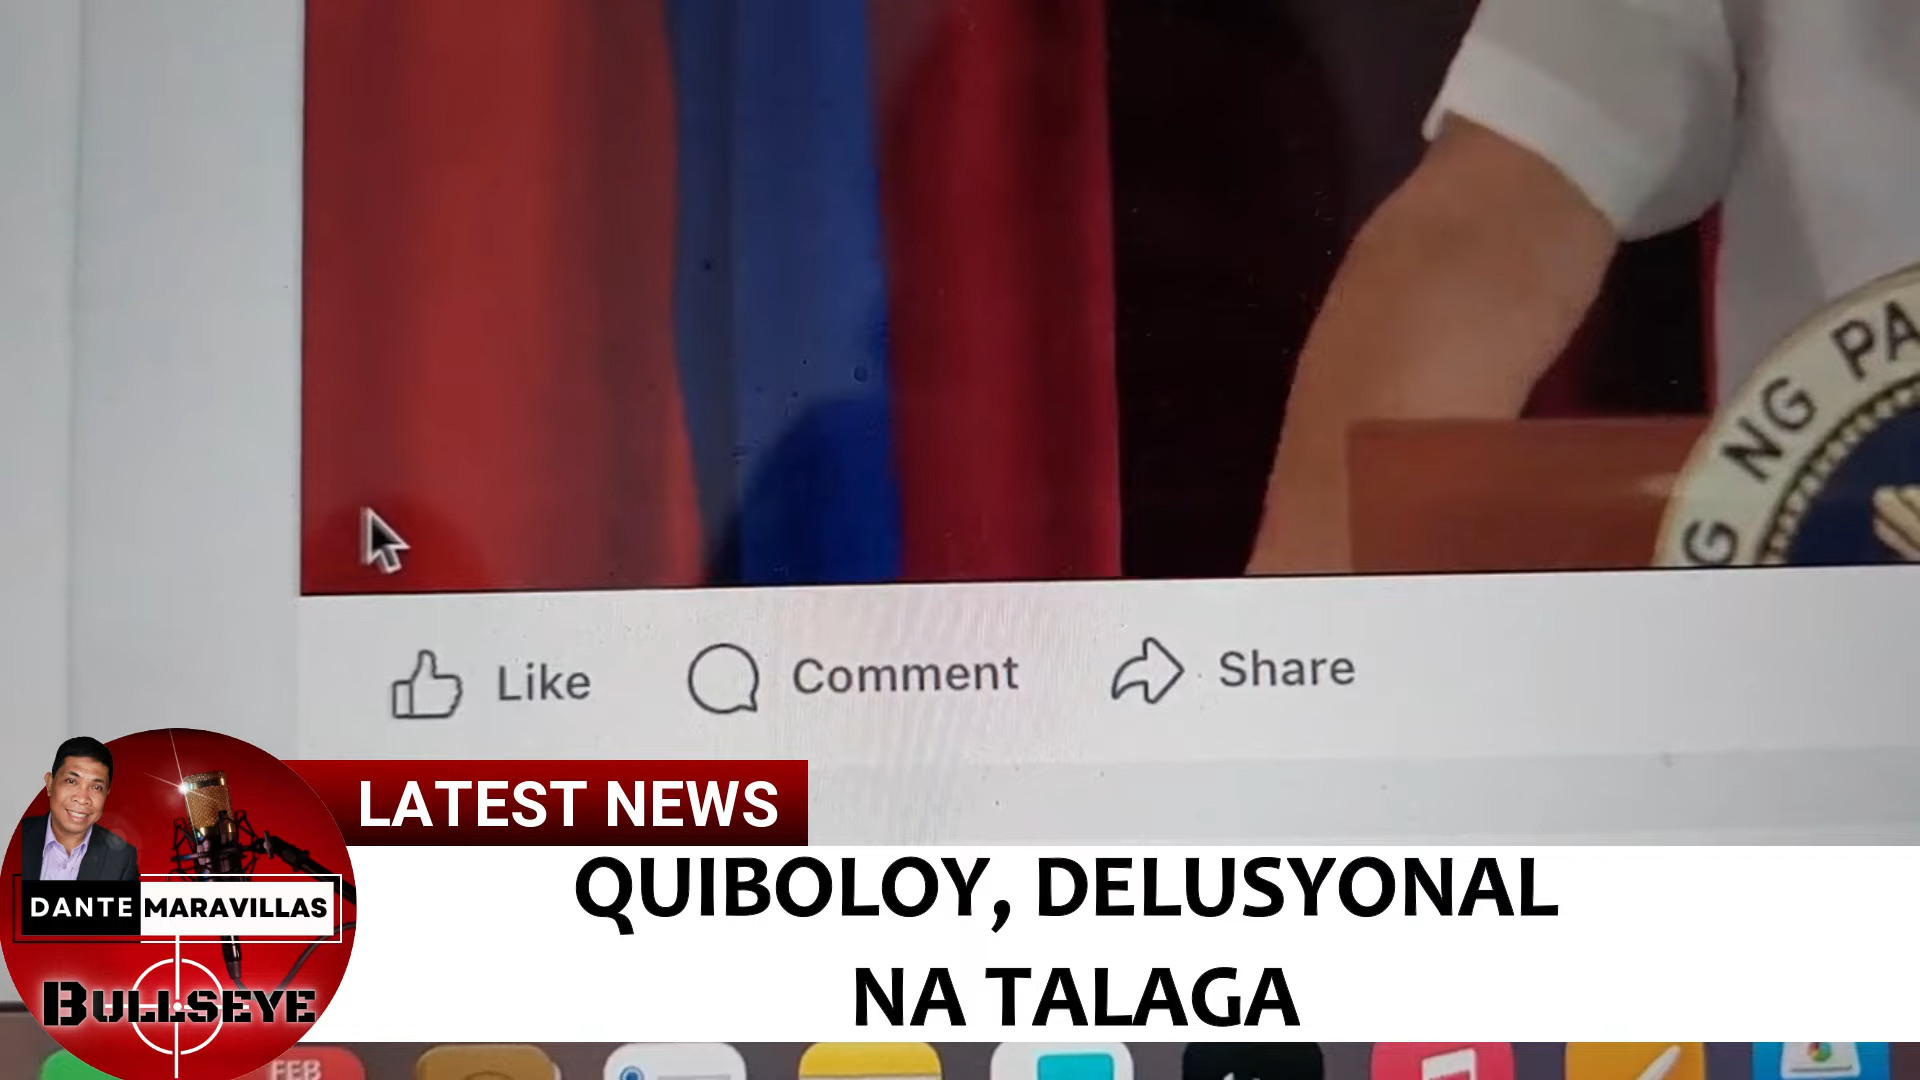 G NG PA
Like
Comment
Share
LATEST NEWS
QUIBOLOY, DELUSYONAL
NA TALAGA
DANTE MARAVILLAS
BULLSEYE
FEB